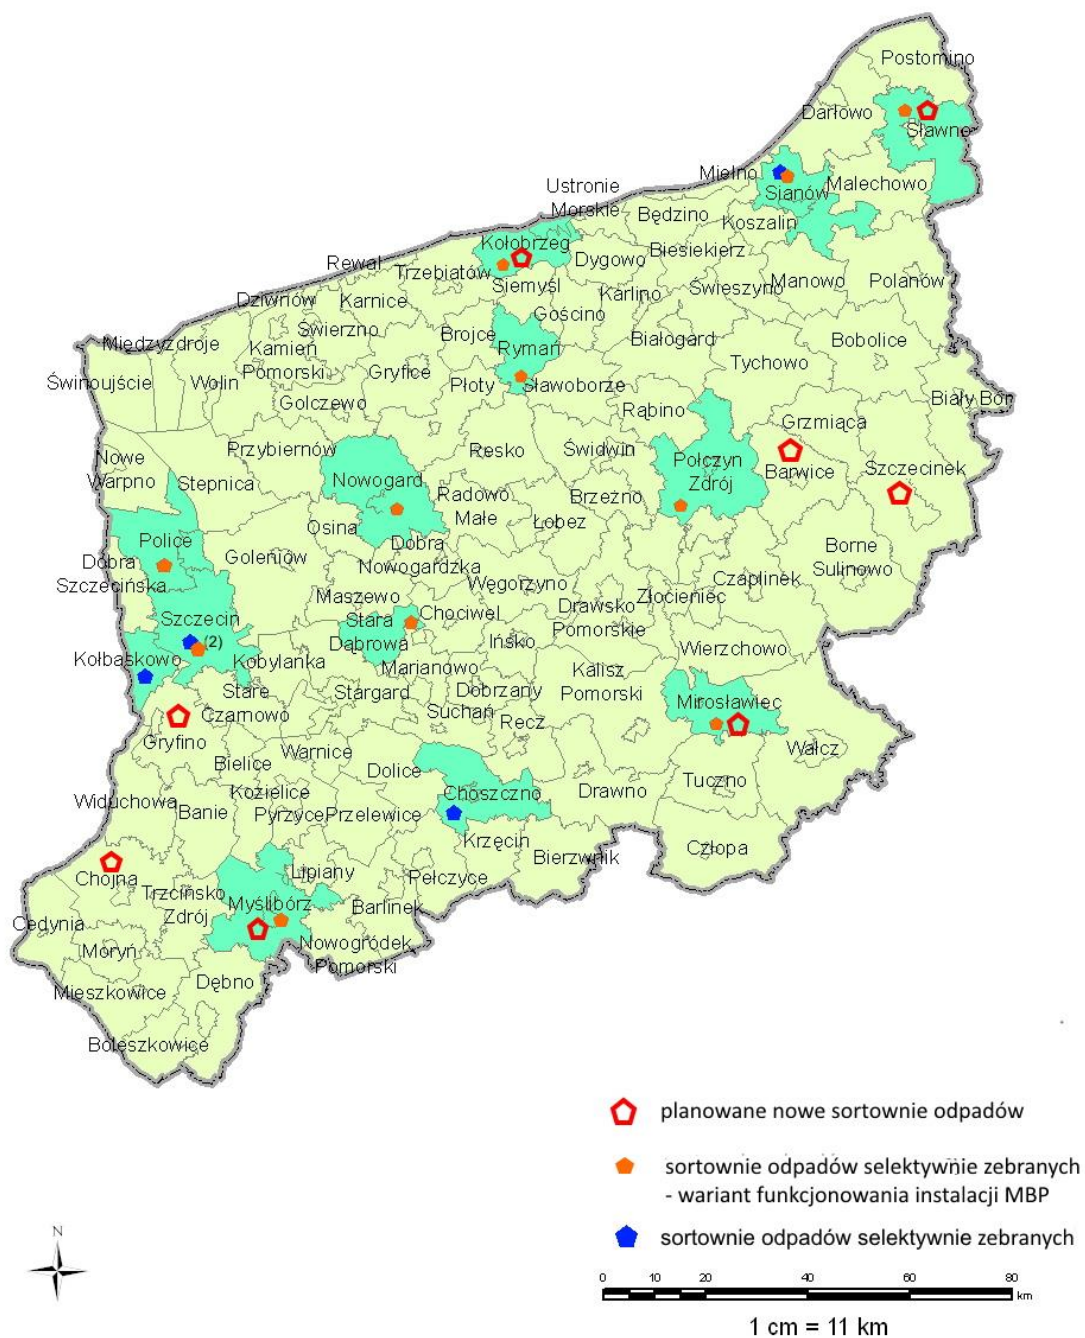 Postomino
Darłowo
Sławno
Mielno
Sianów
Malechowo
Ustronie
Morskie
Będzino
Koszalin
Kołobrzeg
Biesiekierz
Rewal
Trzebiatów
Dygowo
Siemyśl
Karlino
Świeszyno
Manowo
Polanów
Dziwnów
Karnice
Gościno
Świerzno
Brojce
Białogard
Bobolice
Międzyzdroje
Kamień
Pomorski
Rymań
Tychowo
Świnoujście
Wolin
Gryfice
Płoty
Sławoborze
Golczewo
Rąbino
Biały Bór
Grzmiąca
Przybiernów
Resko
Świdwin
Połczyn
Zdrój
Barwice
Szczecinek
Nowe
Warpno
Stepnica
Nowogard
Radowo
Małe
Brzeżno
Osina
Łobez
Police
Dobra
Nowogardzka
Borne
Sulinowo
Dobra
Szczecińska
Goleniów
Węgorzyno
Czaplinek
Maszewo
Złocieniec
Drawsko
Pomorskie
Szczecin
Stara
Dąbrowa
Chociwel
(2)
Ińsko
Wierzchowo
Kołbaskowo
Kobylanka
Marianowo
Kalisz
Pomorski
Stare
Czarnowo
Stargard
Dobrzany
Suchań
Mirosławiec
Recz
Gryfino
Warnice
Wałcz
Bielice
Dolice
Tuczno
Widuchowa
Kozielice
Choszczno
Drawno
Banie
Pyrzyce
Przelewice
Krzęcin
Bierzwnik
Człopa
Chojna
Lipiany
Pełczyce
Trzcińsko
Zdrój
Myślibórz
Barlinek
Cedynia
Moryń
Nowogródek
Pomorski
Dębno
Mieszkowice
Boleszkowice
planowane nowe sortownie odpadów
sortownie odpadów selektywnie zebranych
- wariant funkcjonowania instalacji MBP
sortownie odpadów selektywnie zebranych
N
0 10 20 40 60 80
km
1 cm = 11 km